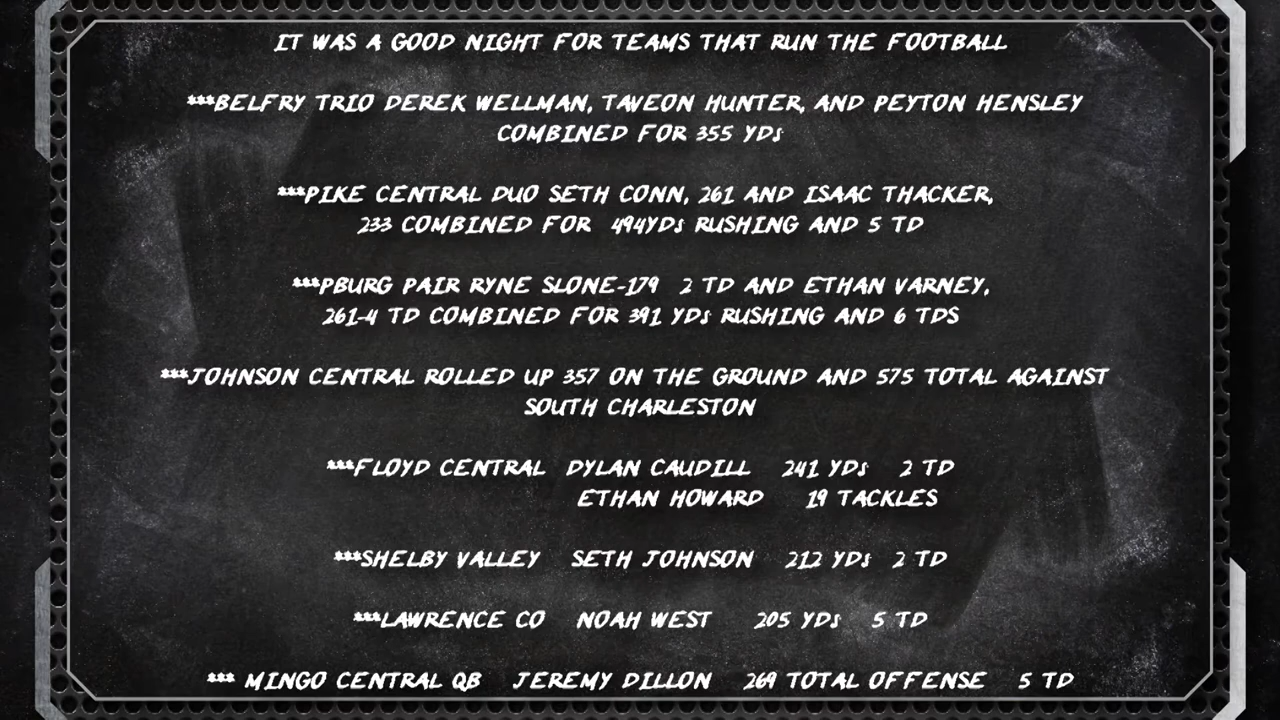 IT WAS A GOOD NIGHT FOR TEAMS THAT RUN THE FOOTBALL
***BELFRY TRIO DEREK WELLMAN, TAVEON HUNTER, AND PEYTON HENSLEY
COMBINED FOR 355 YDS
***PIKE CENTRAL DUO SETH CONN, 261 AND ISAAC THACKER,
233 COMBINED FOR 494YDS RUSHING AND 5 TD
***PBURG PAIR RYNE SLONE-179 2 TD AND ETHAN VARNEY,
261-4 TD COMBINED FOR 391 YDS RUSHING AND 6 TDS
***JOHNSON CENTRAL ROLLED UP 357 ON THE GROUND AND 575 TOTAL AGAINST
SOUTH CHARLESTON
***FLOYD CENTRAL DYLAN CAUDILL 241 YDS 2 TD
ETHAN HOWARD 19 TACKLES
***SHELBY VALLEY SETH JOHNSON 212 YDS 2 TD
***LAWRENCE CO NOAH WEST 205 YDS 5 TD
*** MINGO CENTRAL QB JEREMY DILLON 269 TOTAL OFFENSE 5 TD